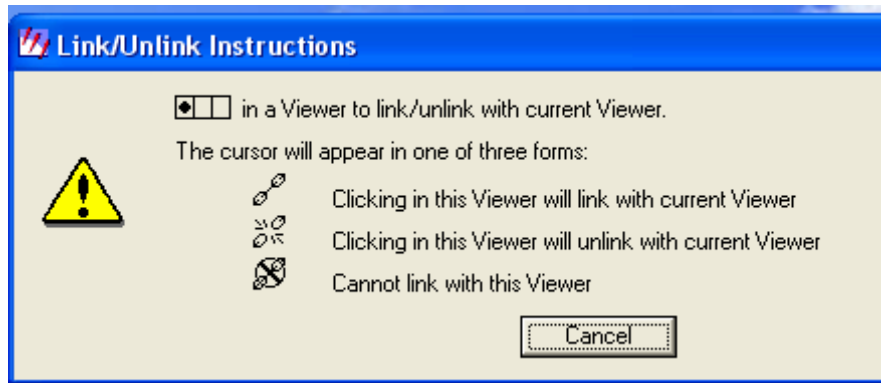 Link/Unlink Instructions
in a Viewer to link/unlink with current Viewer.
The cursor will appear in one of three forms:
Clicking in this Viewer will link with current Viewer
Clicking in this Viewer will unlink with current Viewer
Cannot link with this Viewer
Cancel